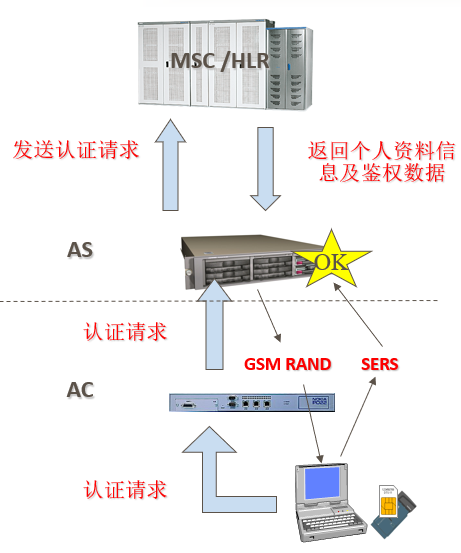 MSC /HLR
发送认证请求
返回个人资料信
息及鉴权数据
AS
OK
认证请求
GSM RAND
SERS
AC
NOKIA
认证请求